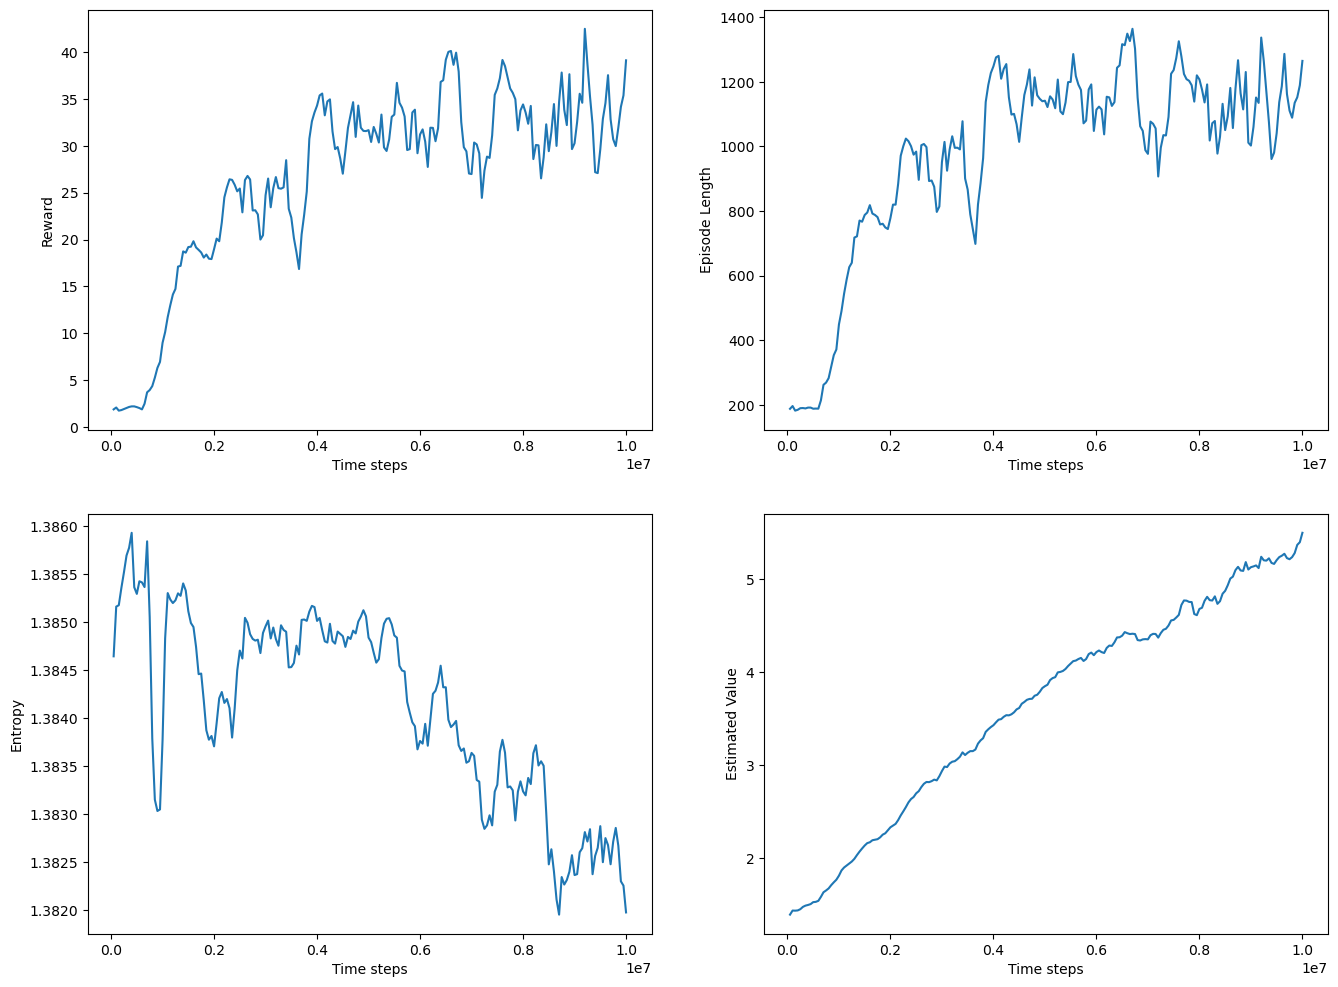 40
35
30
25
20
15
10
5
0
Reward
0.0 0.2 0.4 0.6 0.8 1.0
1e7
Time steps
1400
1200
1000
800
600
400
200
Episode Length
0.0 0.2 0.4 0.6 0.8 1.0
1e7
Time steps
1.3860
1.3855
1.3850
1.3845
1.3840
1.3835
1.3830
1.3825
1.3820
Entropy
0.0 0.2 0.4 0.6 0.8 1.0
1e7
Time steps
5
4
3
2
Estimated Value
0.0 0.2 0.4 0.6 0.8 1.0
1e7
Time steps